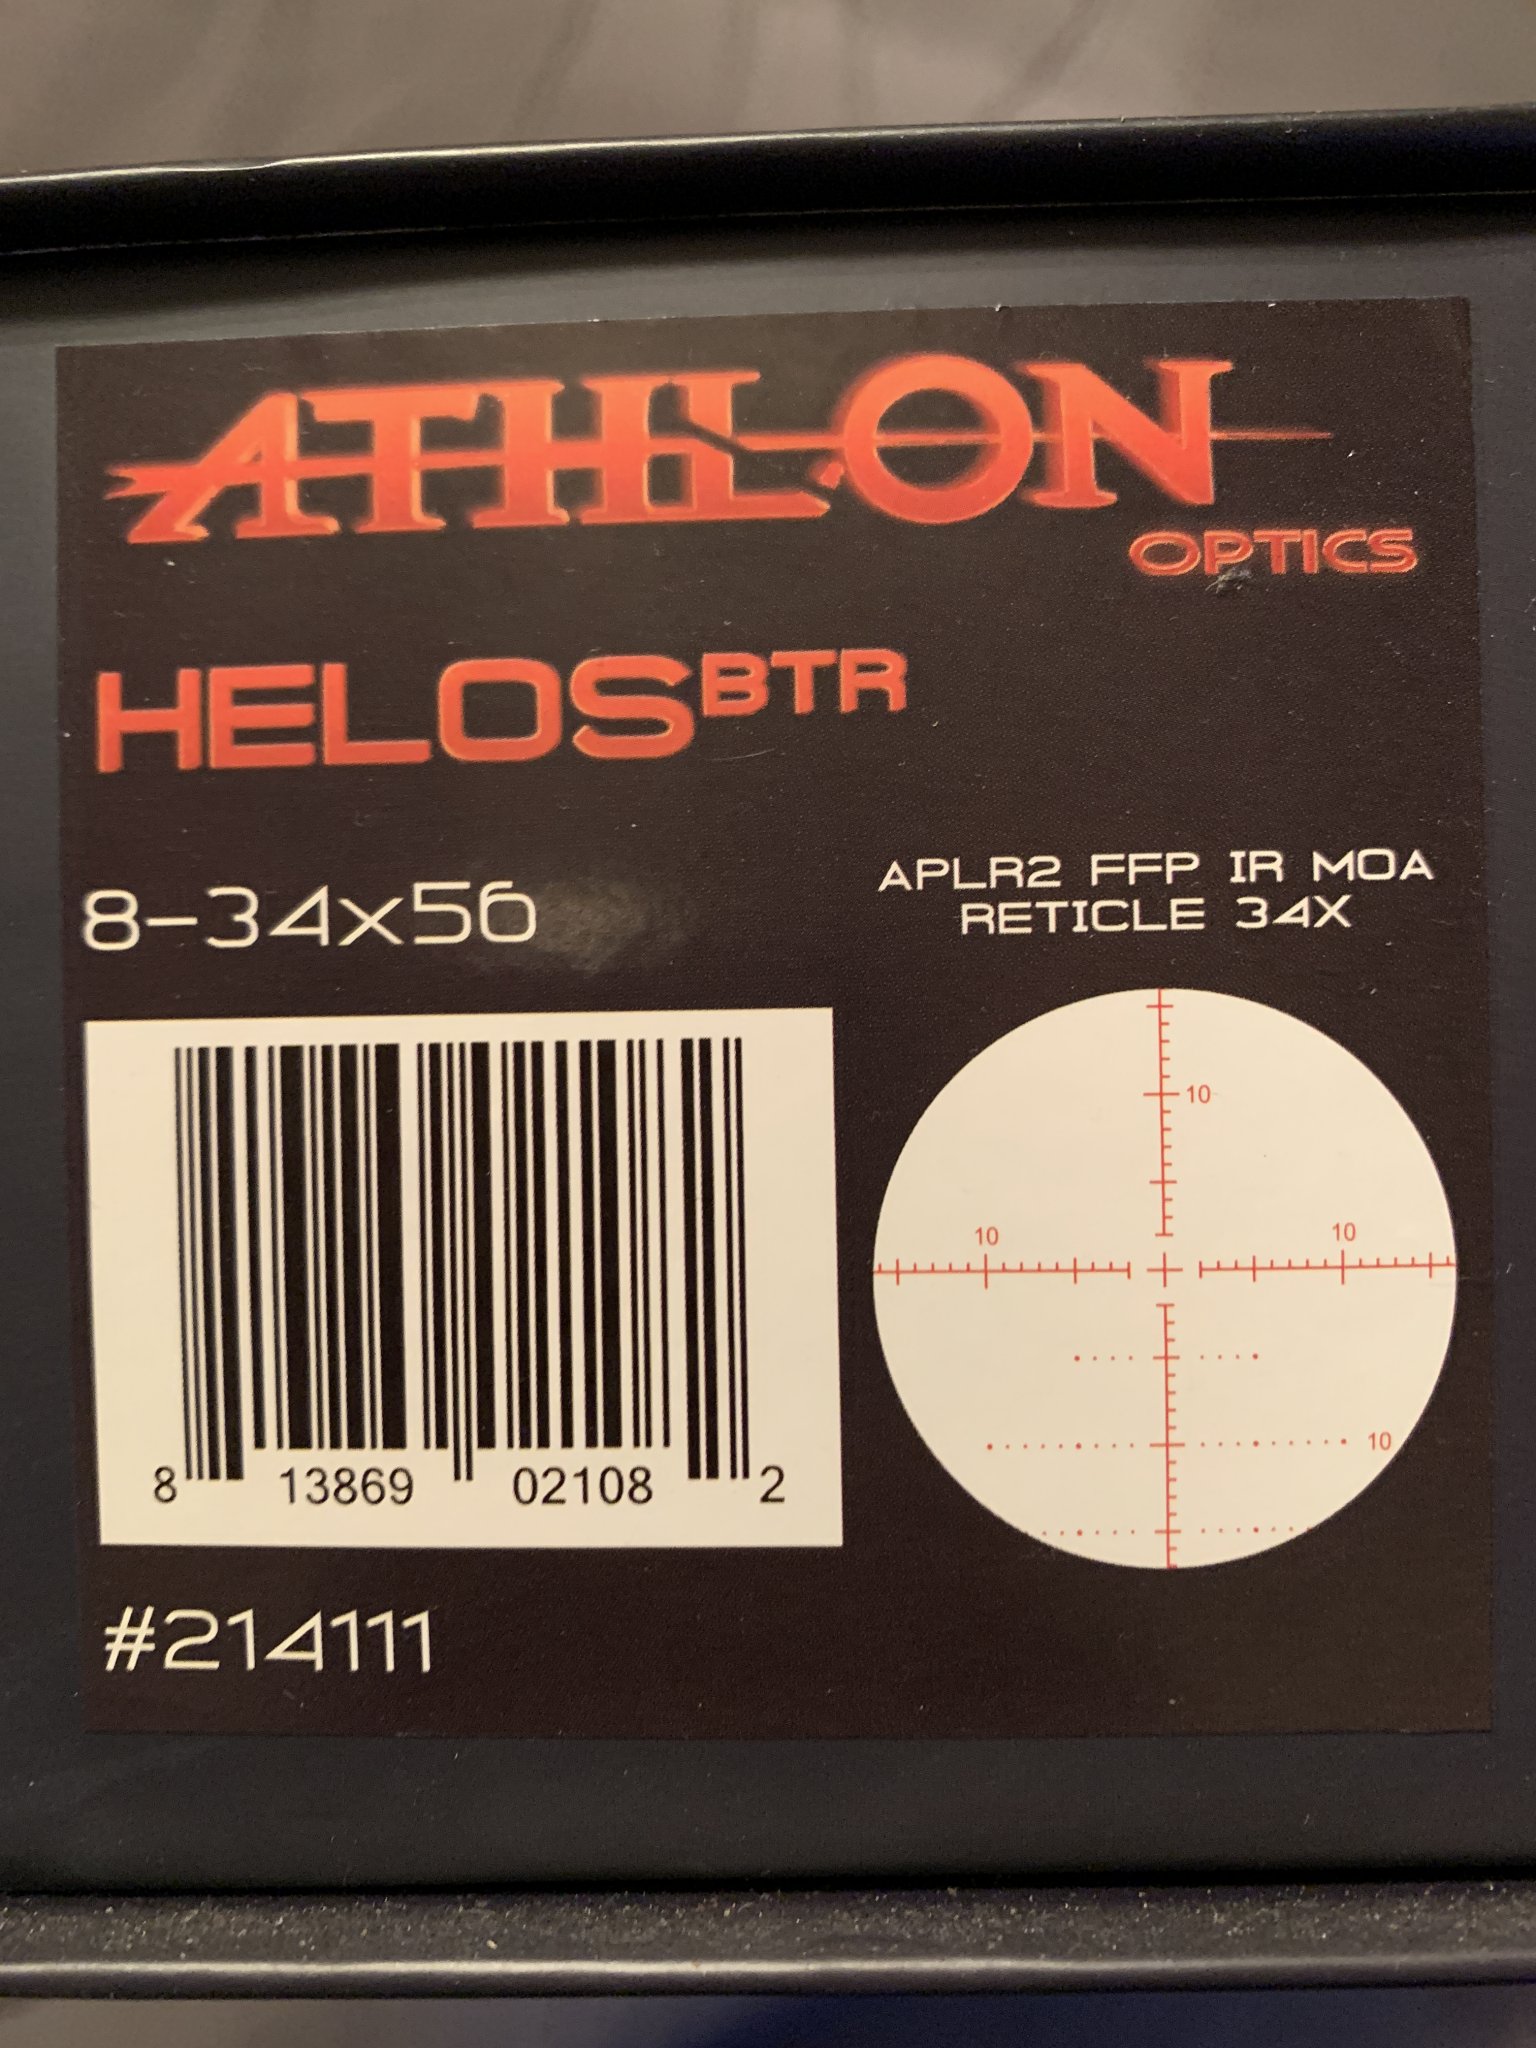 ATHLON
OPTICS
HELOS BTR
8-34x56
APLR2 FFP IR MOA
RETICLE 34X
10
10
10
10
8 13869 02108 2
#214111